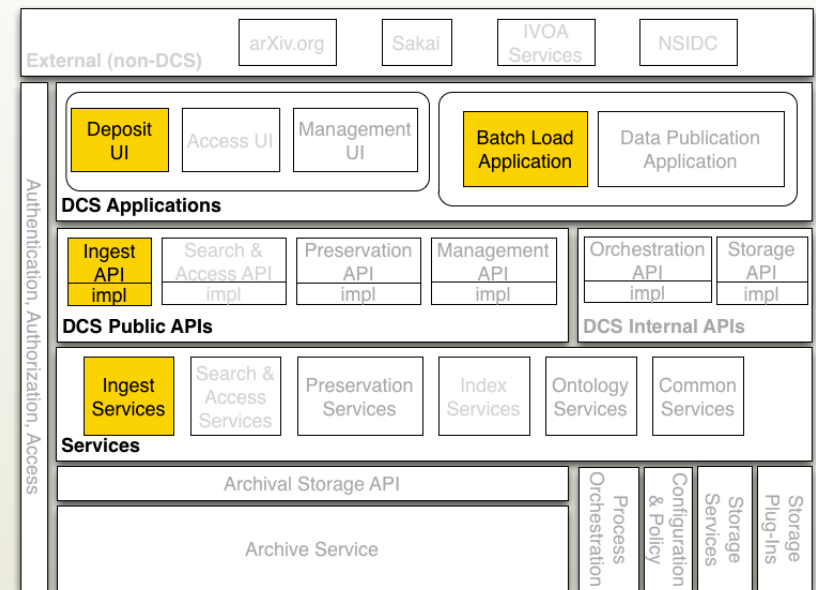 arXiv.org
Sakai
IVOA
Services
NSIDC
External (non-DCS)
Authentication, Authorization, Access
Deposit
UI
Access UI
Management
UI
Batch Load
Application
Data Publication
Application
DCS Applications
Ingest
API
impl
Search &
Access API
impl
Preservation
API
impl
Management
API
impl
Orchestration
API
impl
Storage
API
impl
DCS Public APIs
DCS Internal APIs
Ingest
Services
Search &
Access
Services
Preservation
Services
Index
Services
Ontology
Services
Common
Services
Services
Archival Storage API
Archive Service
Process
Orchestration
Configuration
& Policy
Storage
Services
Storage
Plug-Ins